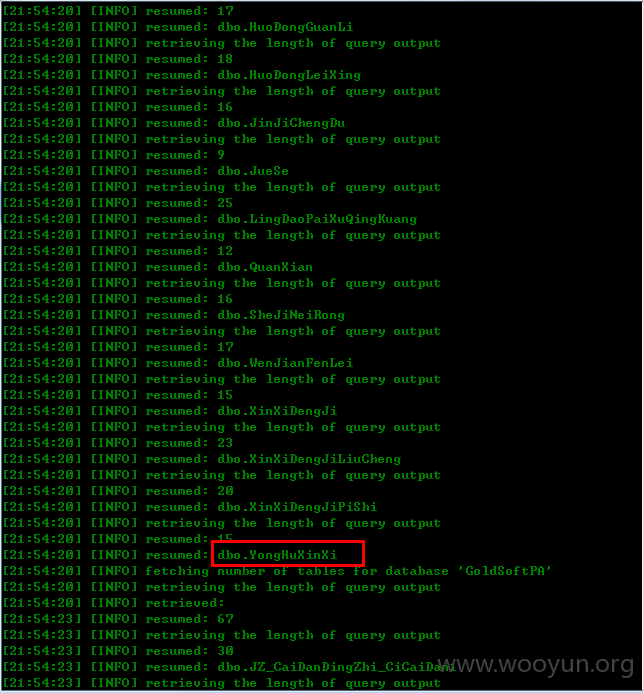 [21:54:20] [INFO] resumed: 17
[21:54:20] [INFO] resumed: dbo.HuoDongGuanLi
[21:54:20] [INFO] retrieving the length of query output
[21:54:20] [INFO] resumed: 18
[21:54:20] [INFO] resumed: dbo.HuoDongLeiXing
[21:54:20] [INFO] retrieving the length of query output
[21:54:20] [INFO] resumed: 16
[21:54:20] [INFO] resumed: dbo.JinJiChengDu
[21:54:20] [INFO] retrieving the length of query output
[21:54:20] [INFO] resumed: 9
[21:54:20] [INFO] resumed: dbo.JueSe
[21:54:20] [INFO] retrieving the length of query output
[21:54:20] [INFO] resumed: 25
[21:54:20] [INFO] resumed: dbo.LingDaoPaiXuQingKuang
[21:54:20] [INFO] retrieving the length of query output
[21:54:20] [INFO] resumed: 12
[21:54:20] [INFO] resumed: dbo.QuanXian
[21:54:20] [INFO] retrieving the length of query output
[21:54:20] [INFO] resumed: 16
[21:54:20] [INFO] resumed: dbo.SheJiNeiRong
[21:54:20] [INFO] retrieving the length of query output
[21:54:20] [INFO] resumed: 17
[21:54:20] [INFO] resumed: dbo.WenJianFenLei
[21:54:20] [INFO] retrieving the length of query output
[21:54:20] [INFO] resumed: 15
[21:54:20] [INFO] resumed: dbo.XinXiDengJi
[21:54:20] [INFO] retrieving the length of query output
[21:54:20] [INFO] resumed: 23
[21:54:20] [INFO] resumed: dbo.XinXiDengJiLiuCheng
[21:54:20] [INFO] retrieving the length of query output
[21:54:20] [INFO] resumed: 20
[21:54:20] [INFO] resumed: dbo.XinXiDengJiPiShi
[21:54:20] [INFO] retrieving the length of query output
[21:54:20] [INFO] resumed: 15
[21:54:20] [INFO] resumed: dbo.YongHuXinXi
[21:54:20] [INFO] fetching number of tables for database 'GoldSoftPA'
[21:54:20] [INFO] retrieving the length of query output
[21:54:20] [INFO] retrieved:
[21:54:23] [INFO] resumed: 67
[21:54:23] [INFO] retrieving the length of query output
[21:54:23] [INFO] resumed: 30
[21:54:23] [INFO] resumed: dbo.JZ_CaiDanDingZhi_CiCaiDan1
[21:54:23] [INFO] retrieving the length of query output
www.wooyun.org